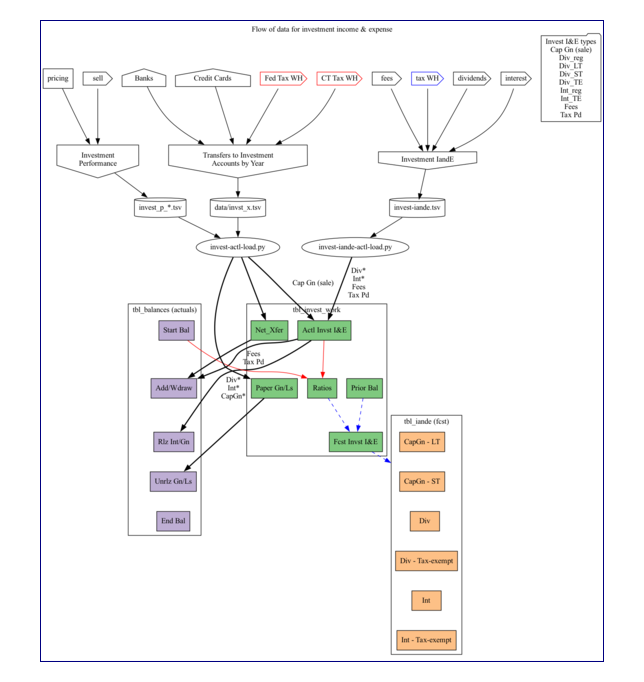 Flow of data for investment income & expense
Invest I&E types
Cap Gn (sale)
Div_reg
Div_LT
Div_ST
Div_TE
Int_reg
Int_TE
Fees
Tax Pd
pricing
sell
Banks
Credit Cards
Fed Tax WH
CT Tax WH
fees
tax WH
dividends
interest
Investment
Performance
Transfers to Investment
Accounts by Year
Investment IandE
invest_p_*.tsv
data/invst_x.tsv
invest-iande.tsv
invest-actl-load.py
invest-iande-actl-load.py
Cap Gn (sale)
Div*
Int*
Fees
Tax Pd
tbl_balances (actuals)
tbl_invest_work
Start Bal
Net_Xfer
Actl Invst I&E
Fees
Tax Pd
Add/Wdraw
Div*
Int*
CapGn*
Paper Gn/Ls
Ratios
Prior Bal
tbl_iande (fcst)
Rlz Int/Gn
Fcst Invst I&E
CapGn - LT
Unrlz Gn/Ls
CapGn - ST
End Bal
Div
Div - Tax-exempt
Int
Int - Tax-exempt